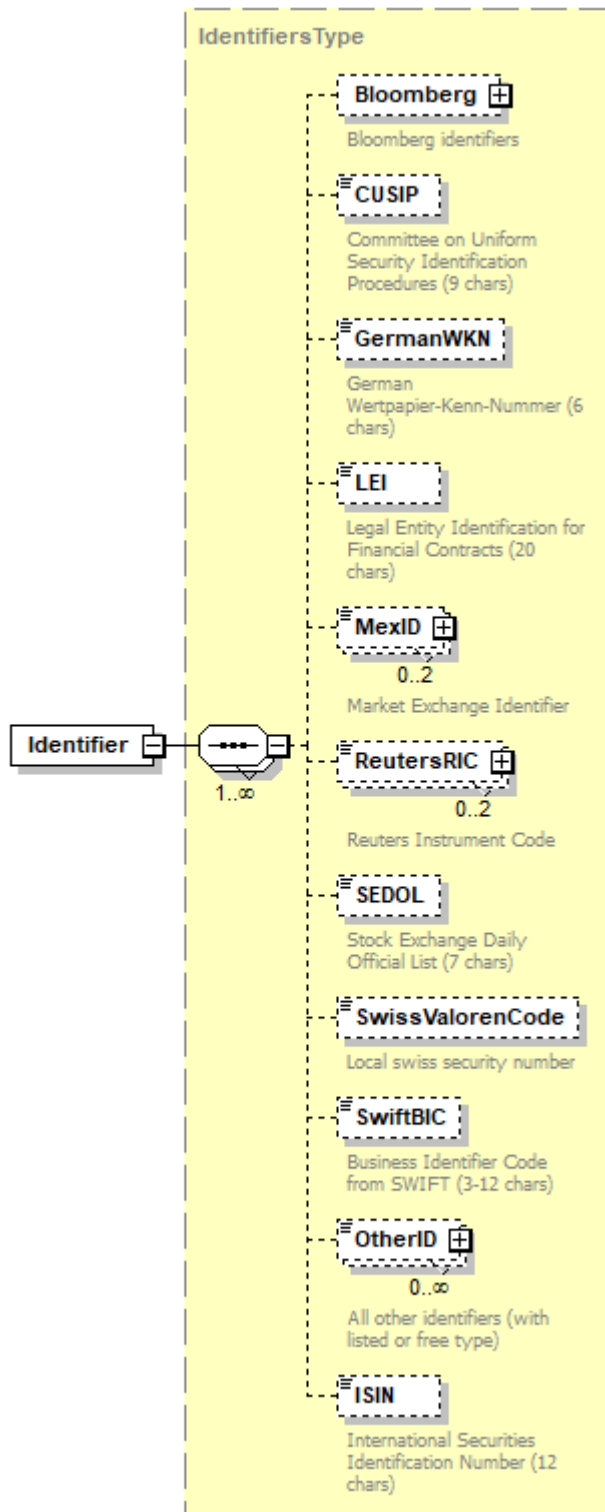 IdentifiersType
Bloomberg
Bloomberg identifiers
CUSIP
Committee on Uniform
Security Identification
Procedures (9 chars)
GermanWKN
German
Wertpapier-Kenn-Nummer (6
chars)
LEI
Legal Entity Identification for
Financial Contracts (20
chars)
MexID
0..2
Market Exchange Identifier
Identifier
1..∞
ReutersRIC
0..2
Reuters Instrument Code
SEDOL
Stock Exchange Daily
Official List (7 chars)
SwissValorenCode
Local swiss security number
SwiftBIC
Business Identifier Code
from SWIFT (3-12 chars)
OtherID
0..∞
All other identifiers (with
listed or free type)
ISIN
International Securities
Identification Number (12
chars)